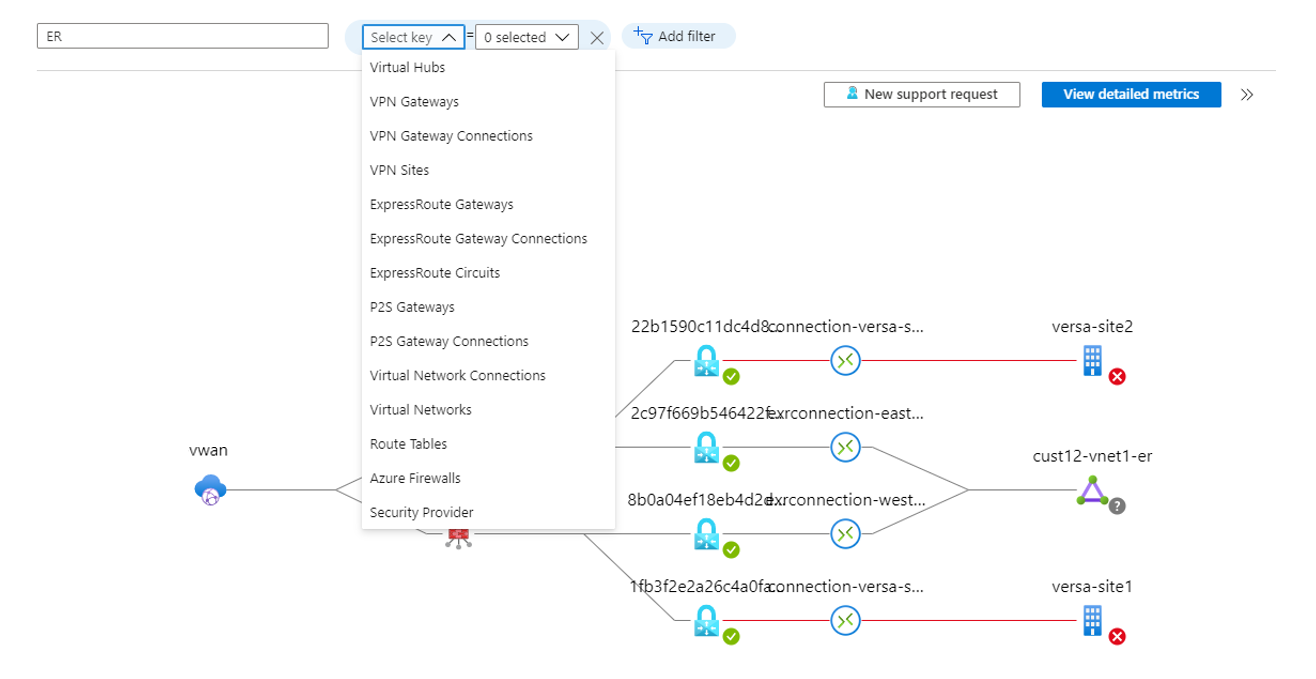 ER
Select key
=
0 selected
Add filter
Virtual Hubs
VPN Gateways
VPN Gateway Connections
VPN Sites
ExpressRoute Gateways
ExpressRoute Gateway Connections
ExpressRoute Circuits
P2S Gateways
P2S Gateway Connections
Virtual Network Connections
Virtual Networks
Route Tables
Azure Firewalls
Security Provider
New support request
View detailed metrics
22b1590c11dc4d8...
connection-versa-s...
versa-site2
2c97f669b546422f...
exrconnection-east...
vwan
cust12-vnet1-er
?
8b0a04ef18eb4d2d...
exrconnection-west...
1fb3f2e2a26c4a0fa...
connection-versa-s...
versa-site1